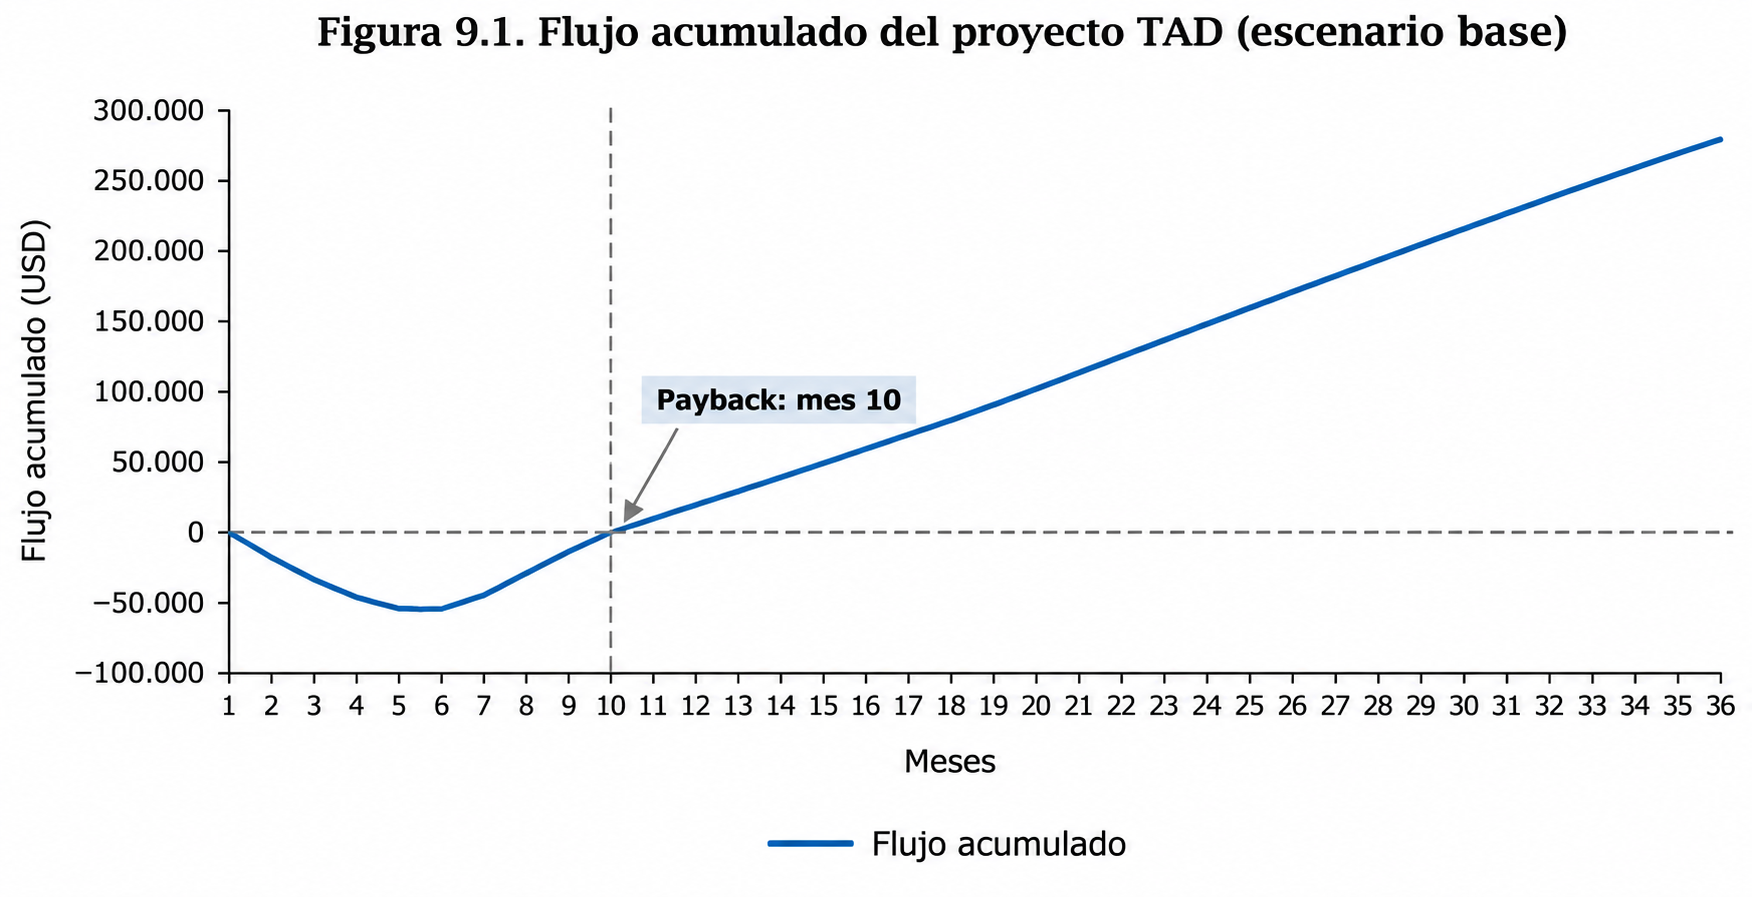 Figura 9.1. Flujo acumulado del proyecto TAD (escenario base)
Flujo acumulado (USD)
300.000
250.000
200.000
150.000
100.000
50.000
0
−50.000
−100.000
Payback: mes 10
1 2 3 4 5 6 7 8 9 10 11 12 13 14 15 16 17 18 19 20 21 22 23 24 25 26 27 28 29 30 31 32 33 34 35 36
Meses
Flujo acumulado